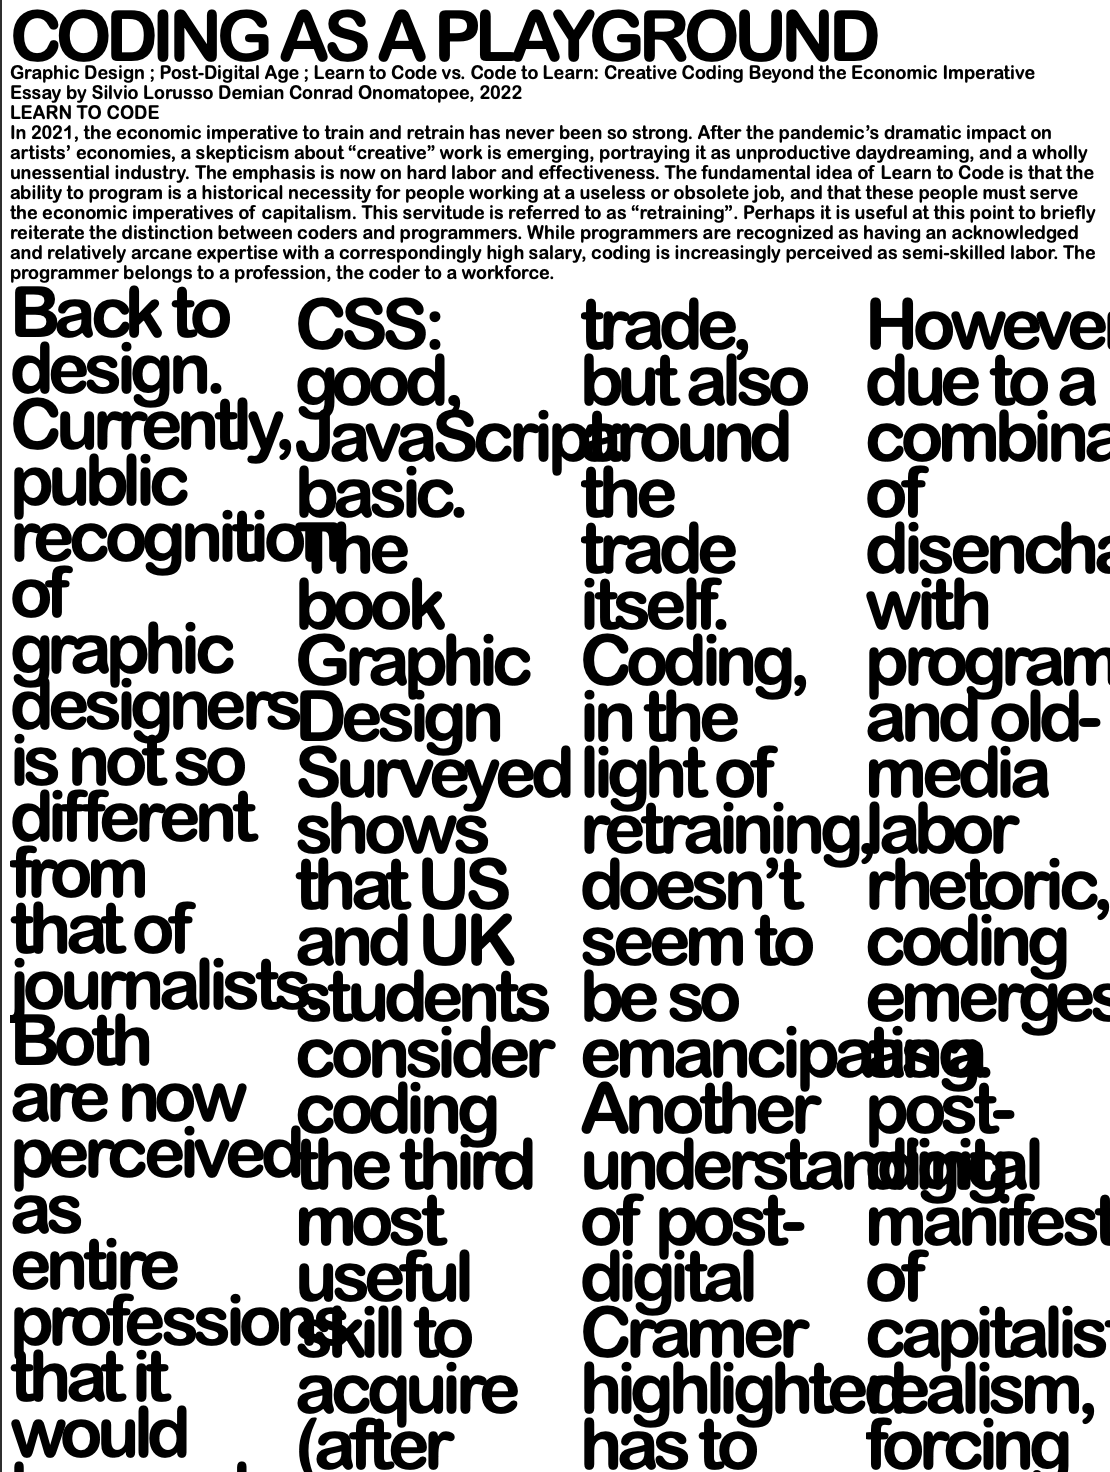 CODING AS A PLAYGROUND
Graphic Design ; Post-Digital Age ; Learn to Code vs. Code to Learn: Creative Coding Beyond the Economic Imperative
Essay by Silvio Lorusso Demian Conrad Onomatopee, 2022
LEARN TO CODE
In 2021, the economic imperative to train and retrain has never been so strong. After the pandemic’s dramatic impact on
artists’ economies, a skepticism about “creative” work is emerging, portraying it as unproductive daydreaming, and a wholly
unessential industry. The emphasis is now on hard labor and effectiveness. The fundamental idea of Learn to Code is that the
ability to program is a historical necessity for people working at a useless or obsolete job, and that these people must serve
the economic imperatives of capitalism. This servitude is referred to as “retraining”. Perhaps it is useful at this point to briefly
reiterate the distinction between coders and programmers. While programmers are recognized as having an acknowledged
and relatively arcane expertise with a correspondingly high salary, coding is increasingly perceived as semi-skilled labor. The
programmer belongs to a profession, the coder to a workforce.
Back to
design.
Currently,
public
recognition
of
graphic
designers
is not so
different
from
that of
journalists.
Both
are now
perceived
as
entire
professions
that it
would
CSS:
good,
JavaScript:
basic.
The
book
Graphic
Design
Surveyed
shows
that US
and UK
students
consider
coding
the third
most
useful
skill to
acquire
(after
trade,
but also
around
the
trade
itself.
Coding,
in the
light of
retraining,
doesn’t
seem to
be so
emancipating.
Another
understanding
of post-
digital
Cramer
highlighted
has to
However
due to a
combina
of
disencha
with
program
and old-
media
labor
rhetoric,
coding
emerges
as a
post-
digital
manifest
of
capitalis
realism,
forcing